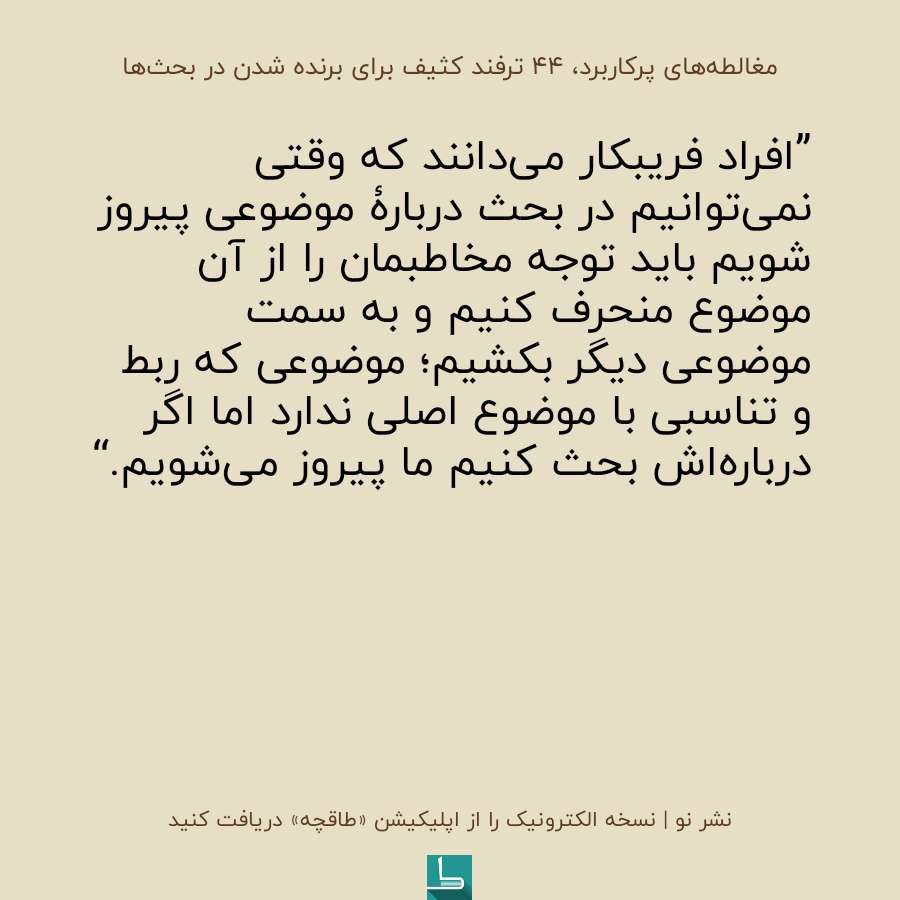 مغالطه‌های پرکاربرد، ۴۴ ترفند کثیف برای برنده شدن در بحث‌ها
”افراد فریبکار می‌دانند که وقتی
نمی‌توانیم در بحث دربارهٔ موضوعی پیروز
شویم باید توجه مخاطبمان را از آن
موضوع منحرف کنیم و به سمت
موضوعی دیگر بکشیم؛ موضوعی که ربط
و تناسبی با موضوع اصلی ندارد اما اگر
درباره‌اش بحث کنیم ما پیروز می‌شویم.“
نشر نو | نسخه الکترونیک را از اپلیکیشن «طاقچه» دریافت کنید